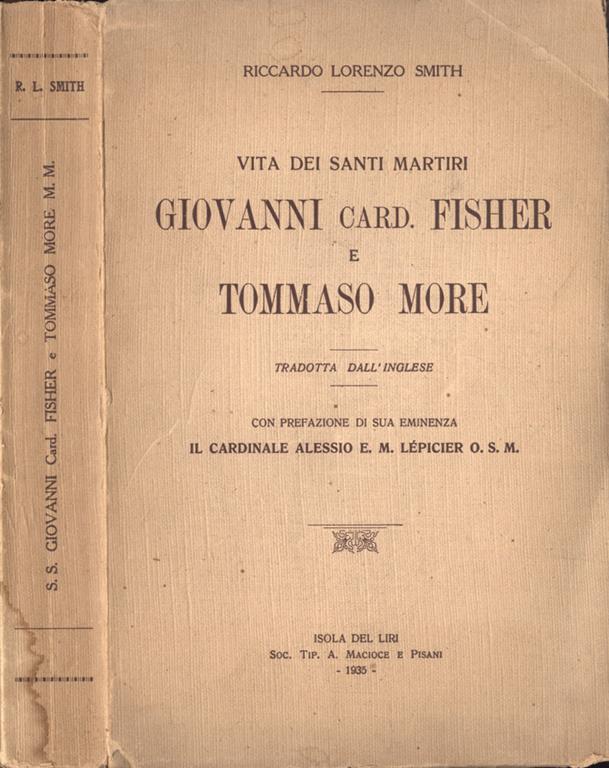 R. L. SMITH
S. S. GIOVANNI Card. FISHER e TOMMASO MORE M. M.
RICCARDO LORENZO SMITH
VITA DEI SANTI MARTIRI
GIOVANNI CARD. FISHER
E
TOMMASO MORE
TRADOTTA DALL'INGLESE
CON PREFAZIONE DI SUA EMINENZA
IL CARDINALE ALESSIO E. M. LÉPICIER O. S. M.
ISOLA DEL LIRI
SOC. TIP. A. MACIOCE E PISANI
- 1935 -